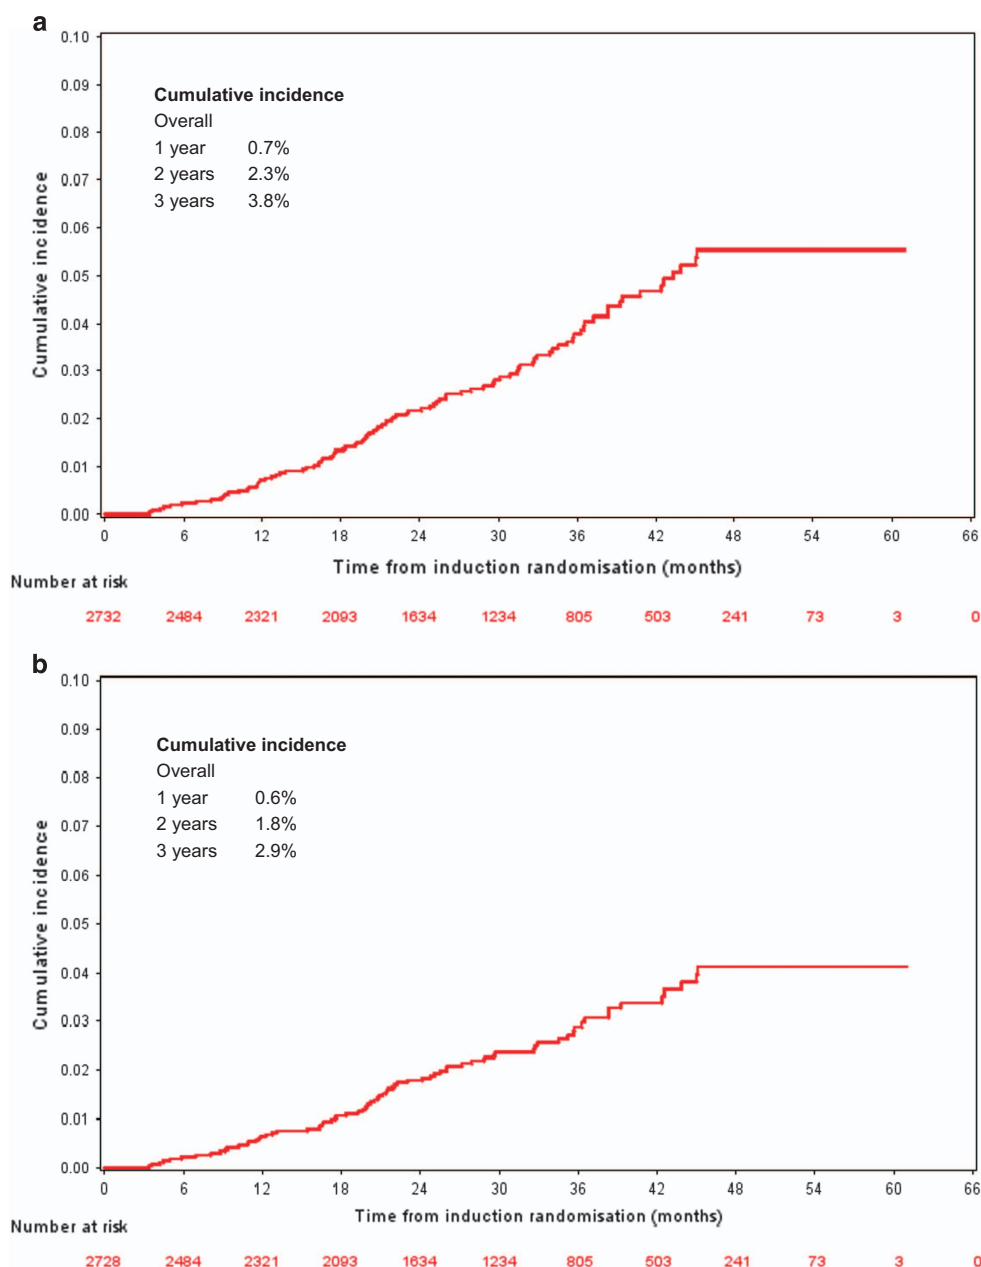 a
0.10
0.09
0.08
0.07
0.06
0.05
0.04
0.03
0.02
0.01
0.00
Cumulative incidence
Cumulative incidence
Overall
1 year 0.7%
2 years 2.3%
3 years 3.8%
0 6 12 18 24 30 36 42 48 54 60 66
Time from induction randomisation (months)
Number at risk
2732 2484 2321 2093 1634 1234 805 503 241 73 3 0
b
0.10
0.09
0.08
0.07
0.06
0.05
0.04
0.03
0.02
0.01
0.00
Cumulative incidence
Cumulative incidence
Overall
1 year 0.6%
2 years 1.8%
3 years 2.9%
0 6 12 18 24 30 36 42 48 54 60 66
Time from induction randomisation (months)
Number at risk
2728 2484 2321 2093 1634 1234 805 503 241 73 3 0